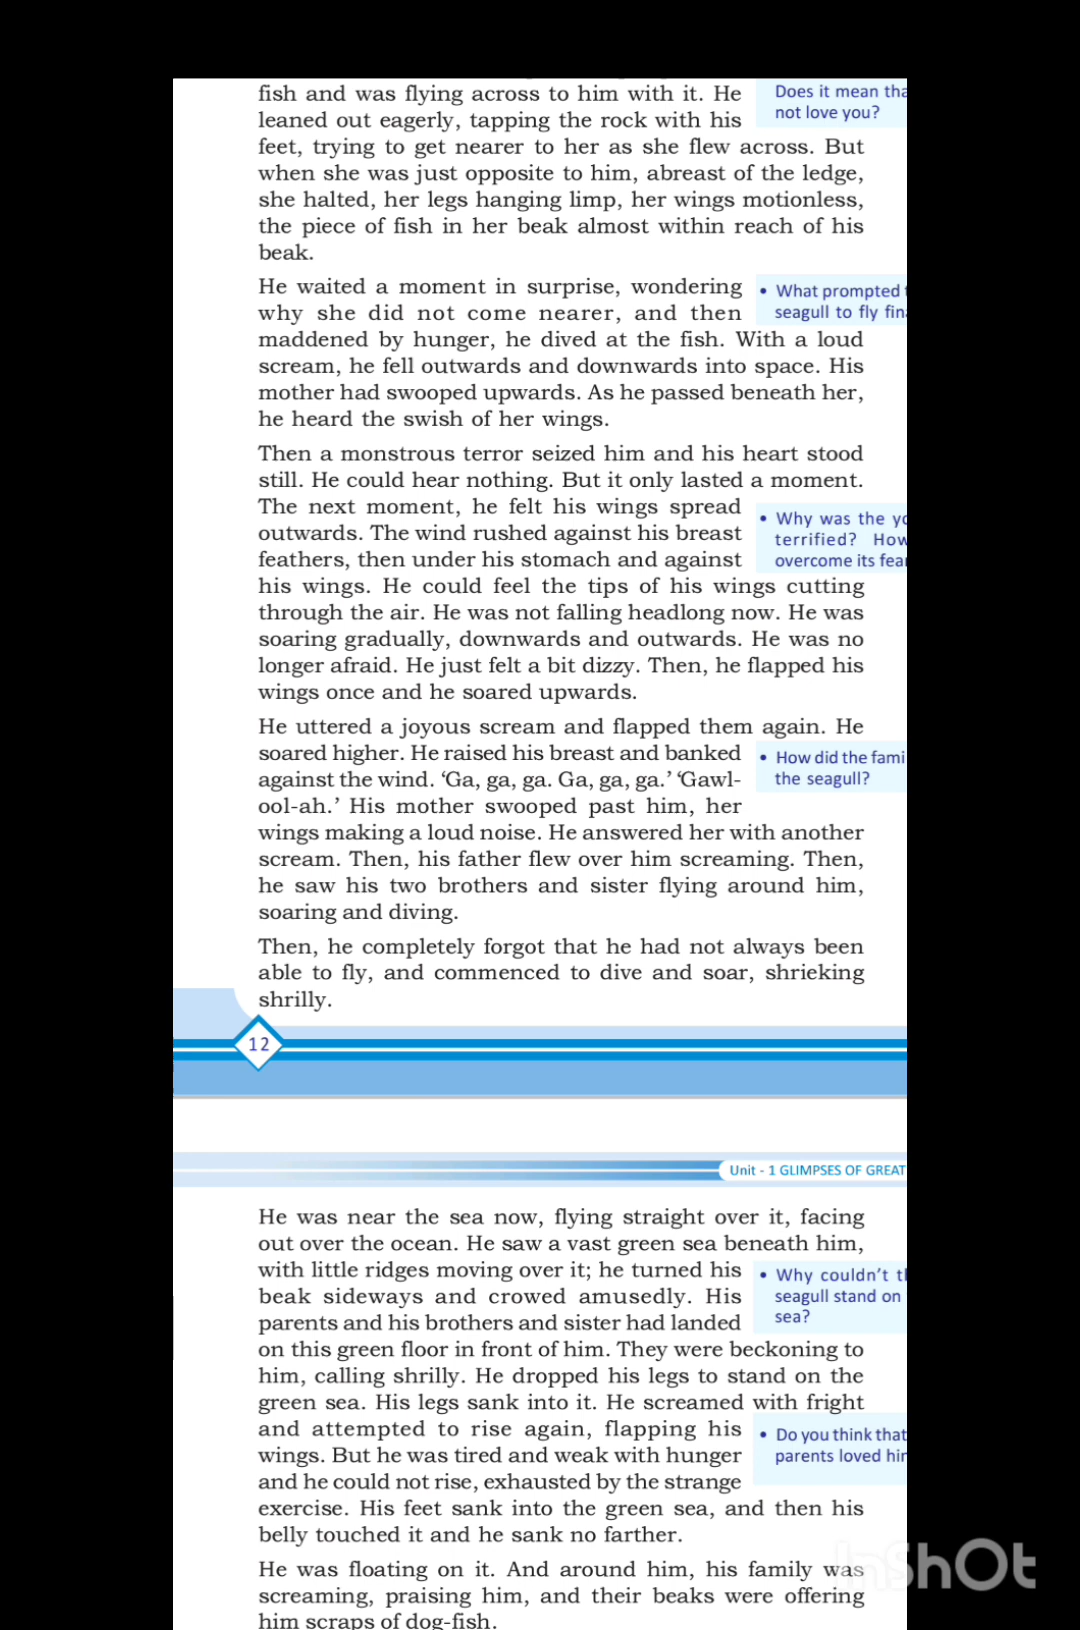 fish and was flying across to him with it. He
leaned out eagerly, tapping the rock with his
feet, trying to get nearer to her as she flew across. But
when she was just opposite to him, abreast of the ledge,
she halted, her legs hanging limp, her wings motionless,
the piece of fish in her beak almost within reach of his
beak.
Does it mean
not love you?
He waited a moment in surprise, wondering
why she did not come nearer, and then
maddened by hunger, he dived at the fish. With a loud
scream, he fell outwards and downwards into space. His
mother had swooped upwards. As he passed beneath her,
he heard the swish of her wings.
• What prompted
seagull to fly
Then a monstrous terror seized him and his heart stood
still. He could hear nothing. But it only lasted a moment.
The next moment, he felt his wings spread
outwards. The wind rushed against his breast
feathers, then under his stomach and against
his wings. He could feel the tips of his wings cutting
through the air. He was not falling headlong now. He was
soaring gradually, downwards and outwards. He was no
longer afraid. He just felt a bit dizzy. Then, he flapped his
wings once and he soared upwards.
• Why was the
terrified? How
overcome its
He uttered a joyous scream and flapped them again. He
soared higher. He raised his breast and banked
against the wind. ‘Ga, ga, ga. Ga, ga, ga.’ ‘Gawl-
ool-ah.’ His mother swooped past him, her
wings making a loud noise. He answered her with another
scream. Then, his father flew over him screaming. Then,
he saw his two brothers and sister flying around him,
soaring and diving.
• How did the
the seagull?
Then, he completely forgot that he had not always been
able to fly, and commenced to dive and soar, shrieking
shrilly.
12
Unit - 1 GLIMPSES OF GREAT
He was near the sea now, flying straight over it, facing
out over the ocean. He saw a vast green sea beneath him,
with little ridges moving over it; he turned his
beak sideways and crowed amusedly. His
parents and his brothers and sister had landed
on this green floor in front of him. They were beckoning to
him, calling shrilly. He dropped his legs to stand on the
green sea. His legs sank into it. He screamed with fright
and attempted to rise again, flapping his
wings. But he was tired and weak with hunger
and he could not rise, exhausted by the strange
exercise. His feet sank into the green sea, and then his
belly touched it and he sank no farther.
• Why couldn’t
seagull stand on
sea?
• Do you think that
parents loved
He was floating on it. And around him, his family was
screaming, praising him, and their beaks were offering
him scraps of dog-fish.
InShOt